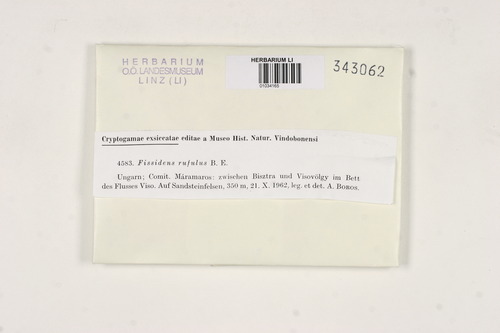 HERBARIUM
O.Ö. LANDESMUSEUM
LINZ (LI)
HERBARIUM LI
01034165
343062
Cryptogamae exsiccatae editae a Museo Hist. Natur. Vindobonensi
4583. Fissidens rufulus B. E.
Ungarn; Comit. Máramaros: zwischen Bisztra und Visovölgy im Bett
des Flusses Viso. Auf Sandsteinfelsen, 350 m, 21. X. 1962, leg. et det. A. Boros.